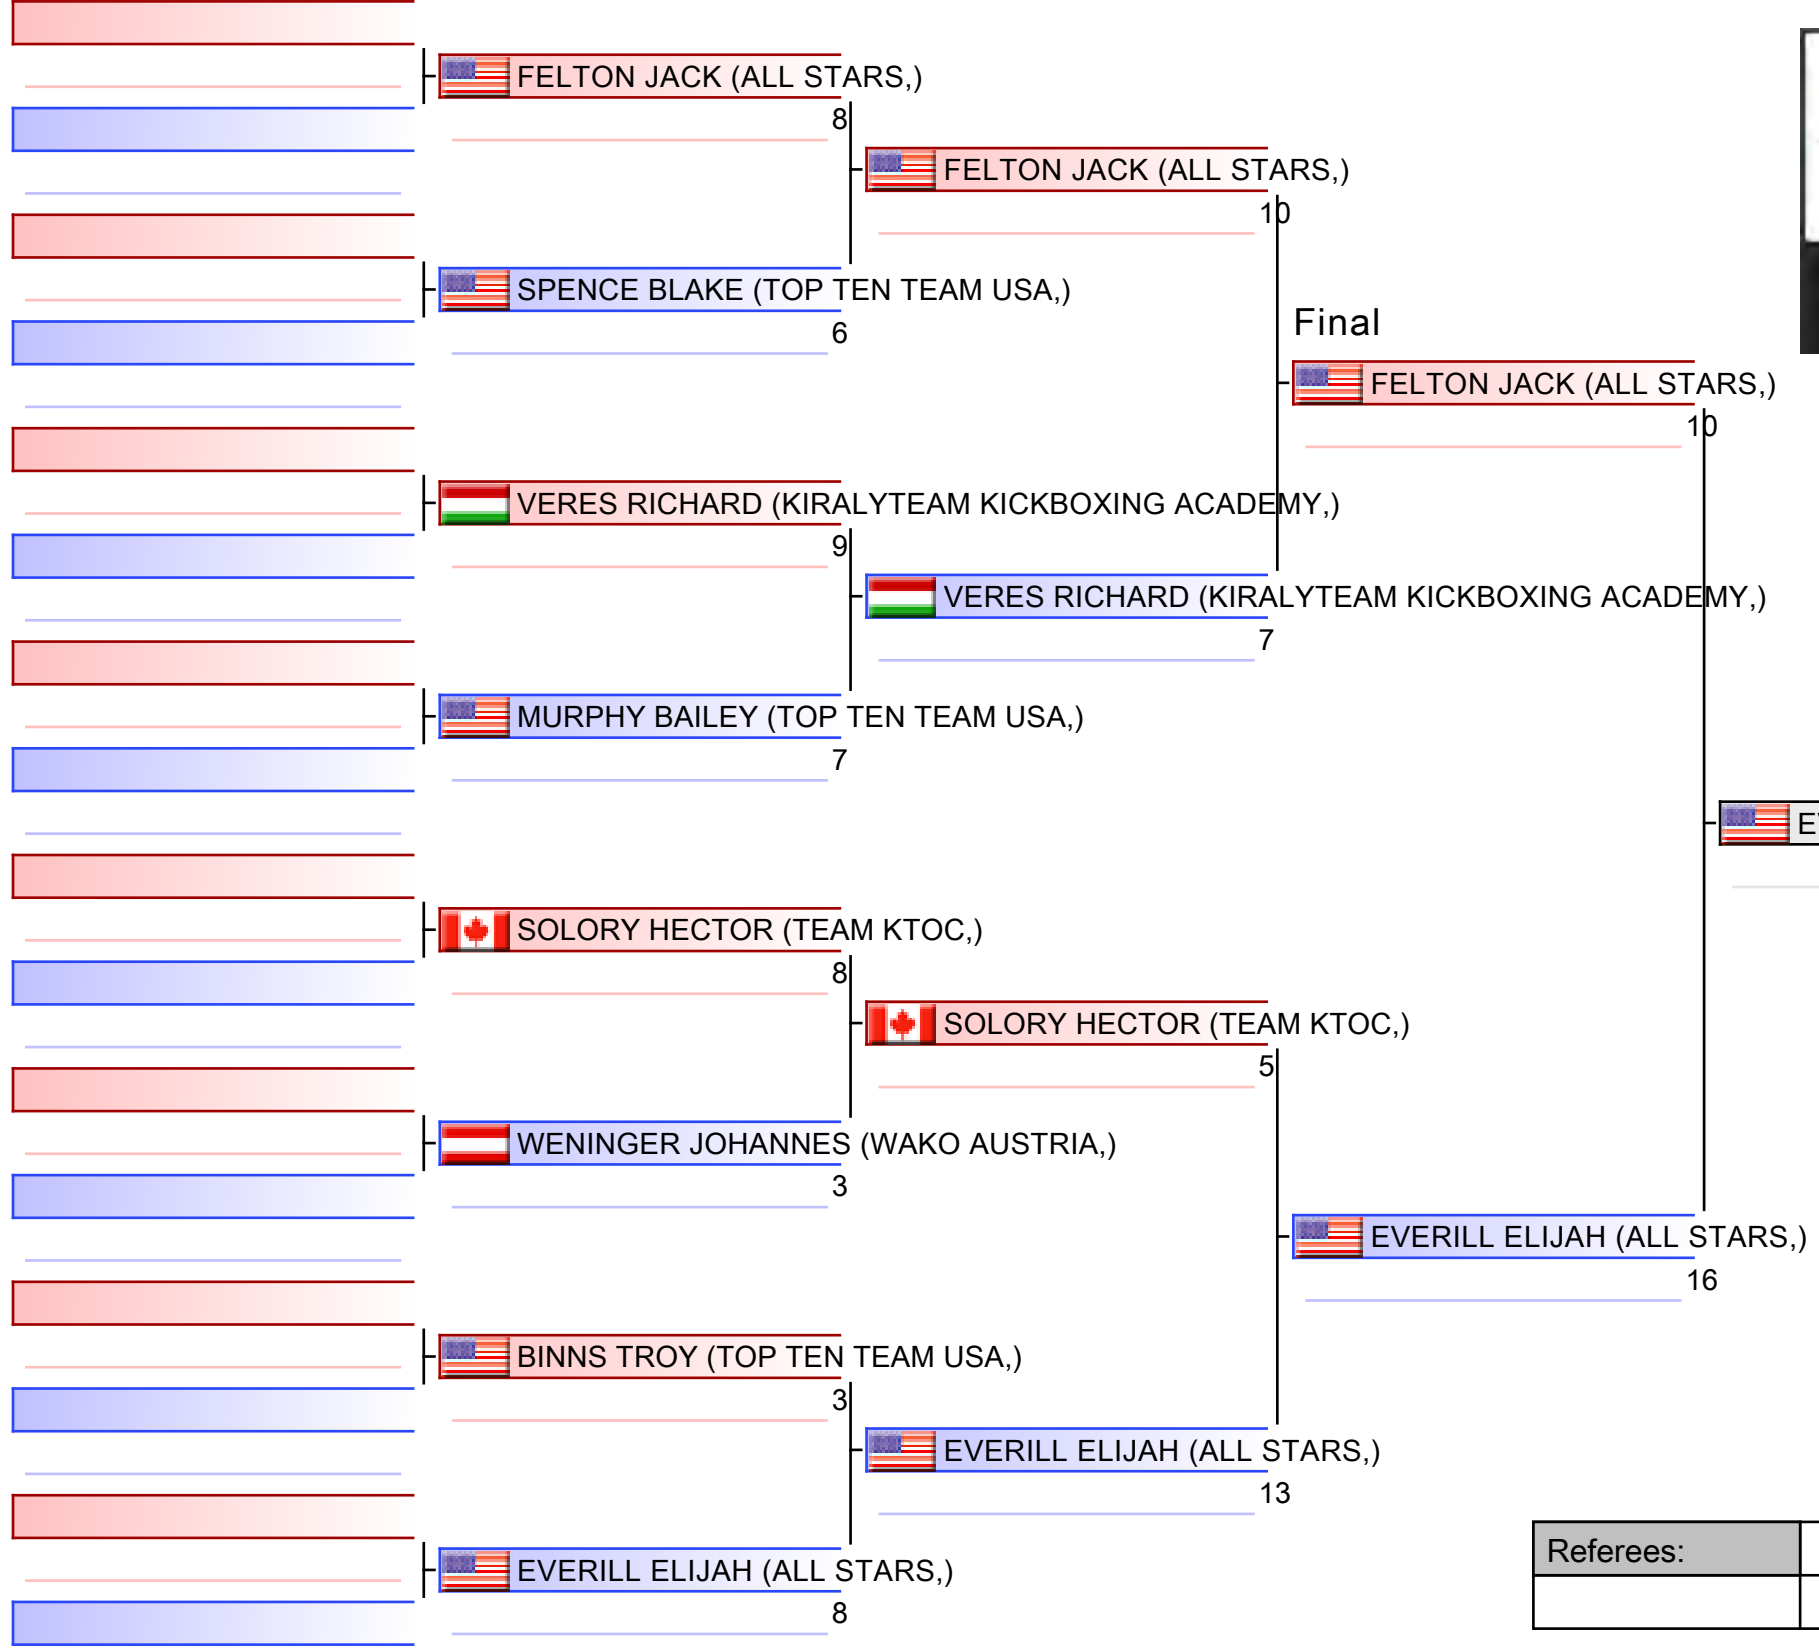 FELTON JACK (ALL STARS,)
8
FELTON JACK (ALL STARS,)
10
SPENCE BLAKE (TOP TEN TEAM USA,)
6
Final
FELTON JACK (ALL STARS,)
10
VERES RICHARD (KIRALYTEAM KICKBOXING ACADEMY,)
9
VERES RICHARD (KIRALYTEAM KICKBOXING ACADEMY,)
7
MURPHY BAILEY (TOP TEN TEAM USA,)
7
SOLORY HECTOR (TEAM KTOC,)
8
SOLORY HECTOR (TEAM KTOC,)
5
WENINGER JOHANNES (WAKO AUSTRIA,)
3
EVERILL ELIJAH (ALL STARS,)
16
BINNS TROY (TOP TEN TEAM USA,)
3
EVERILL ELIJAH (ALL STARS,)
13
EVERILL ELIJAH (ALL STARS,)
8
Referees: